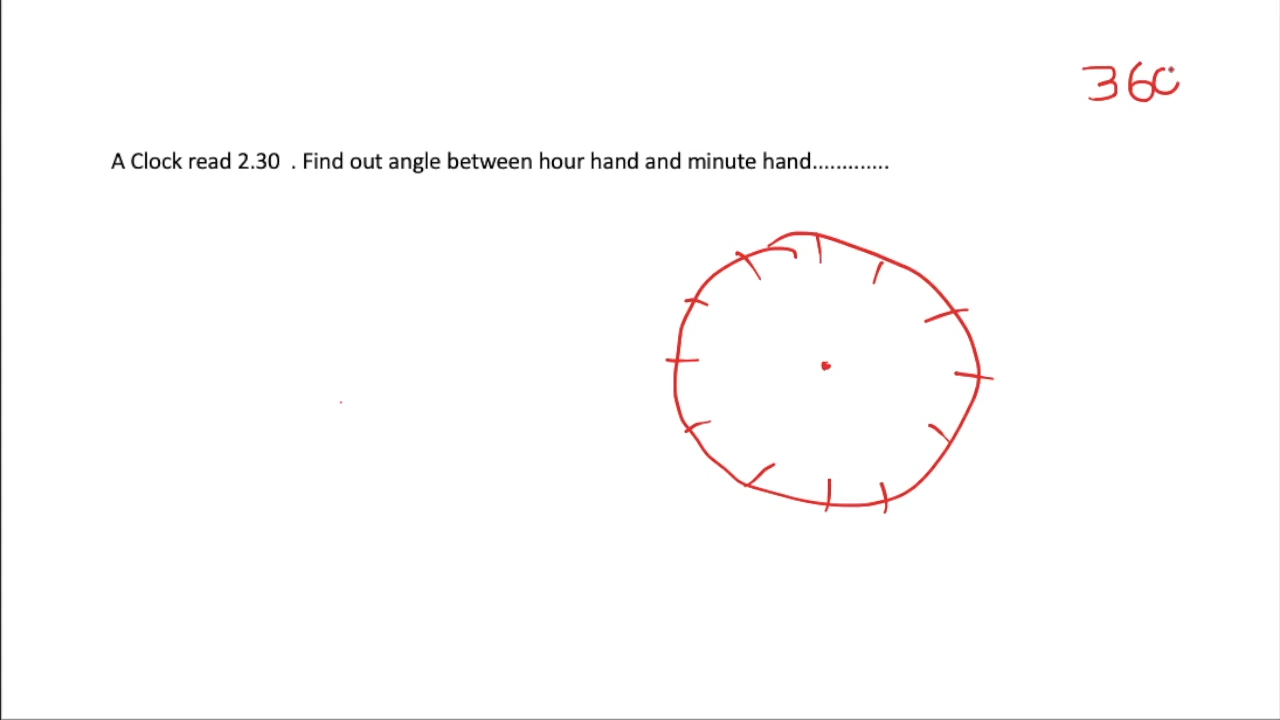 360
A Clock read 2.30 . Find out angle between hour hand and minute hand.............